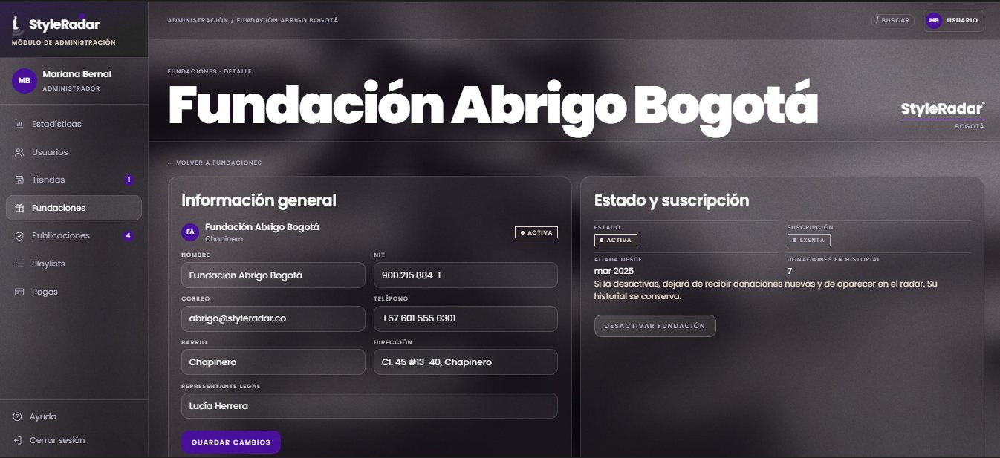 StyleRadar
MÓDULO DE ADMINISTRACIÓN
MB
Mariana Bernal
ADMINISTRADOR
Estadísticas
Usuarios
Tiendas 1
Fundaciones
Publicaciones 4
Playlists
Pagos
Ayuda
Cerrar sesión
ADMINISTRACIÓN / FUNDACIÓN ABRIGO BOGOTÁ
/ BUSCAR
MB USUARIO
FUNDACIONES · DETALLE
Fundación Abrigo Bogotá
StyleRadar
BOGOTÁ
← VOLVER A FUNDACIONES
Información general
FA
Fundación Abrigo Bogotá
Chapinero
ACTIVA
NOMBRE
Fundación Abrigo Bogotá
NIT
900.215.884-1
CORREO
abrigo@styleradar.co
TELÉFONO
+57 601 555 0301
BARRIO
Chapinero
DIRECCIÓN
Cl. 45 #13-40, Chapinero
REPRESENTANTE LEGAL
Lucía Herrera
GUARDAR CAMBIOS
Estado y suscripción
ESTADO
ACTIVA
SUSCRIPCIÓN
EXENTA
ALIADA DESDE
mar 2025
DONACIONES EN HISTORIAL
7
Si la desactivas, dejará de recibir donaciones nuevas y de aparecer en el radar. Su
historial se conserva.
DESACTIVAR FUNDACIÓN